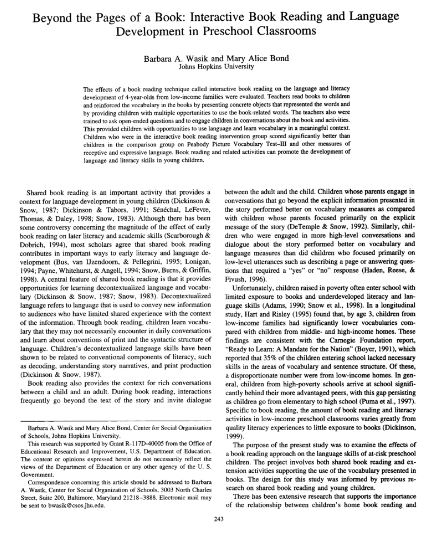 Beyond the Pages of a Book: Interactive Book Reading and Language
Development in Preschool Classrooms
Barbara A. Wasik and Mary Alice Bond
Johns Hopkins University
The effects of a book reading technique called interactive book reading on the language and literacy
development of 4-year-olds from low-income families were evaluated. Teachers read books to children
and reinforced the vocabulary in the books by presenting concrete objects that represented the words and
by providing children with multiple opportunities to use the book-related words. The teachers also were
trained to ask open-ended questions and to engage children in conversations about the book and activities.
This provided children with opportunities to use language and learn vocabulary in a meaningful context.
Children who were in the interactive book reading intervention group scored significantly better than
children in the comparison group on Peabody Picture Vocabulary Test–III and other measures of
receptive and expressive language. Book reading and related activities can promote the development of
language and literacy skills in young children.
Shared book reading is an important activity that provides a
context for language development in young children (Dickinson &
Snow, 1987; Dickinson & Tabors, 1991; Sénéchal, LeFevre,
Thomas, & Daley, 1998; Snow, 1983). Although there has been
some controversy concerning the magnitude of the effect of early
book reading on later literacy and academic skills (Scarborough &
Dobrich, 1994), most scholars agree that shared book reading
contributes in important ways to early literacy and language de-
velopment (Bus, van IJzendoorn, & Pellegrini, 1995; Lonigan,
1994; Payne, Whitehurst, & Angell, 1994; Snow, Burns, & Griffin,
1998). A central feature of shared book reading is that it provides
opportunities for learning decontextualized language and vocabu-
lary (Dickinson & Snow, 1987; Snow, 1983). Decontextualized
language refers to language that is used to convey new information
to audiences who have limited shared experience with the context
of the information. Through book reading, children learn vocabu-
lary that they may not necessarily encounter in daily conversations
and learn about conventions of print and the syntactic structure of
language. Children's decontextualized language skills have been
shown to be related to conventional components of literacy, such
as decoding, understanding story narratives, and print production
(Dickinson & Snow, 1987).
Book reading also provides the context for rich conversations
between a child and an adult. During book reading, interactions
frequently go beyond the text of the story and invite dialogue
Barbara A. Wasik and Mary Alice Bond, Center for Social Organization
of Schools, Johns Hopkins University.
This research was supported by Grant R-117D-40005 from the Office of
Educational Research and Improvement, U.S. Department of Education.
The content or opinions expressed herein do not necessarily reflect the
views of the Department of Education or any other agency of the U. S.
Government.
Correspondence concerning this article should be addressed to Barbara
A. Wasik, Center for Social Organization of Schools, 3003 North Charles
Street, Suite 200, Baltimore, Maryland 21218-3888. Electronic mail may
be sent to bwasik@csos.jhu.edu.
between the adult and the child. Children whose parents engage in
conversations that go beyond the explicit information presented in
the story performed better on vocabulary measures as compared
with children whose parents focused primarily on the explicit
message of the story (DeTemple & Snow, 1992). Similarly, chil-
dren who were engaged in more high-level conversations and
dialogue about the story performed better on vocabulary and
language measures than did children who focused primarily on
low-level utterances such as describing a page or answering ques-
tions that required a "yes" or "no" response (Haden, Reese, &
Fivush, 1996).
Unfortunately, children raised in poverty often enter school with
limited exposure to books and underdeveloped literacy and lan-
guage skills (Adams, 1990; Snow et al., 1998). In a longitudinal
study, Hart and Risley (1995) found that, by age 3, children from
low-income families had significantly lower vocabularies com-
pared with children from middle- and high-income homes. These
findings are consistent with the Carnegie Foundation report,
"Ready to Learn: A Mandate for the Nation" (Boyer, 1991), which
reported that 35% of the children entering school lacked necessary
skills in the areas of vocabulary and sentence structure. Of these,
a disproportionate number were from low-income homes. In gen-
eral, children from high-poverty schools arrive at school signifi-
cantly behind their more advantaged peers, with this gap persisting
as children go from elementary to high school (Puma et al., 1997).
Specific to book reading, the amount of book reading and literacy
activities in low-income preschool classrooms varies greatly from
quality literacy experiences to little exposure to books (Dickinson,
1999).
The purpose of the present study was to examine the effects of
a book reading approach on the language skills of at-risk preschool
children. The project involves both shared book reading and ex-
tension activities supporting the use of the vocabulary presented in
books. The design for this study was informed by previous re-
search on shared book reading and young children.
There has been extensive research that supports the importance
of the relationship between children's home book reading and
243